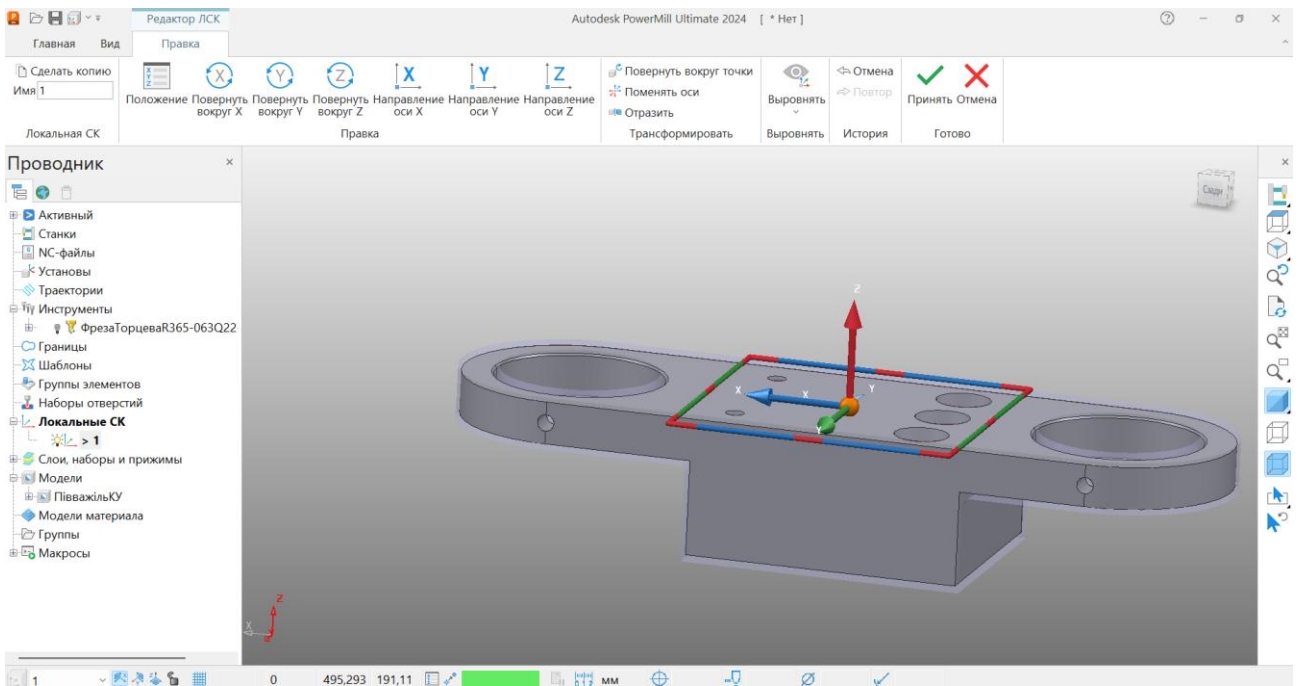 Редактор ЛСК
Autodesk PowerMill Ultimate 2024 [ * Нет ]
Главная Вид Правка
Сделать копию
Имя 1
Положение
Повернуть вокруг X
Повернуть вокруг Y
Повернуть вокруг Z
Направление оси X
Направление оси Y
Направление оси Z
Повернуть вокруг точки
Поменять оси
Отразить
Выровнять
Отмена
Повтор
Принять Отмена
Локальная СК Правка Трансформировать Выровнять История Готово
Проводник
Активный
Станки
NC-файлы
Установы
Траектории
Инструменты
ФрезаТорцеваR365-063Q22
Границы
Шаблоны
Группы элементов
Наборы отверстий
Локальные СК
> 1
Слои, наборы и прижимы
Модели
ПівважільКУ
Модели материала
Группы
Макросы
Сзади
Z
X X Y
Y
Z
X
1 0 495,293 191,11 мм